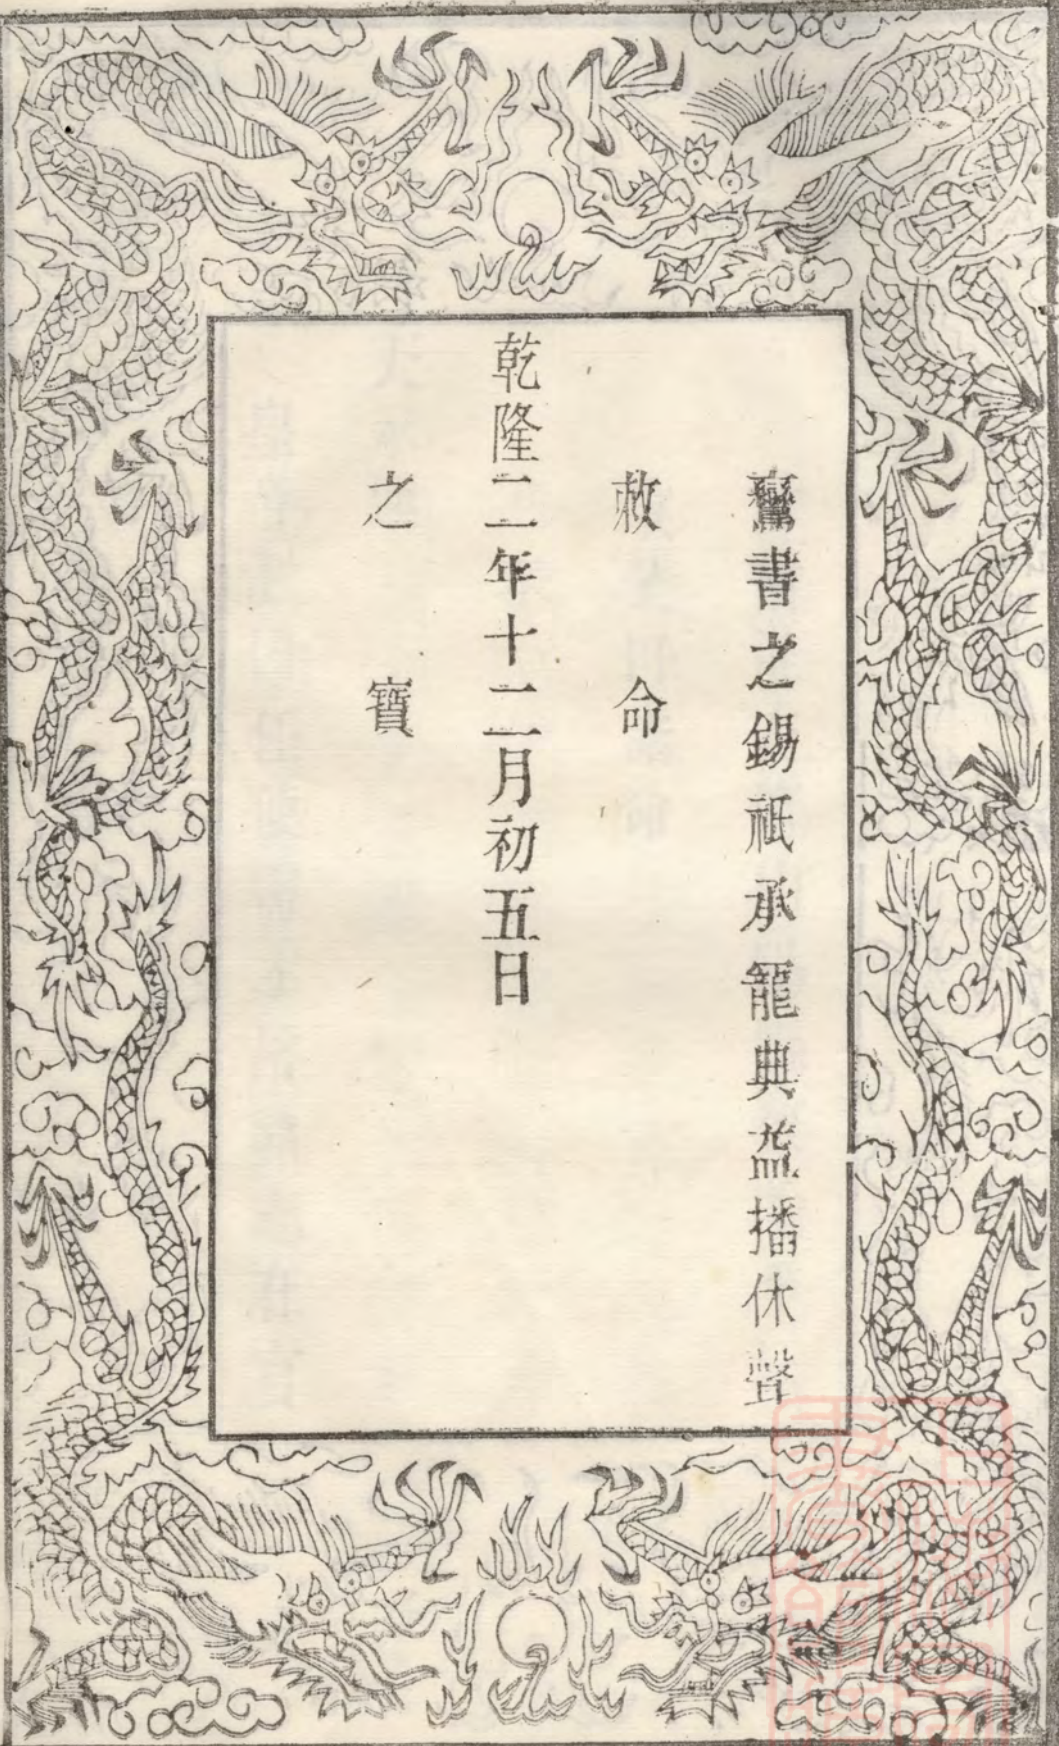 鸞書之錫祗承寵典益播休聲
敕命
乾隆二年十二月初五日
之寶